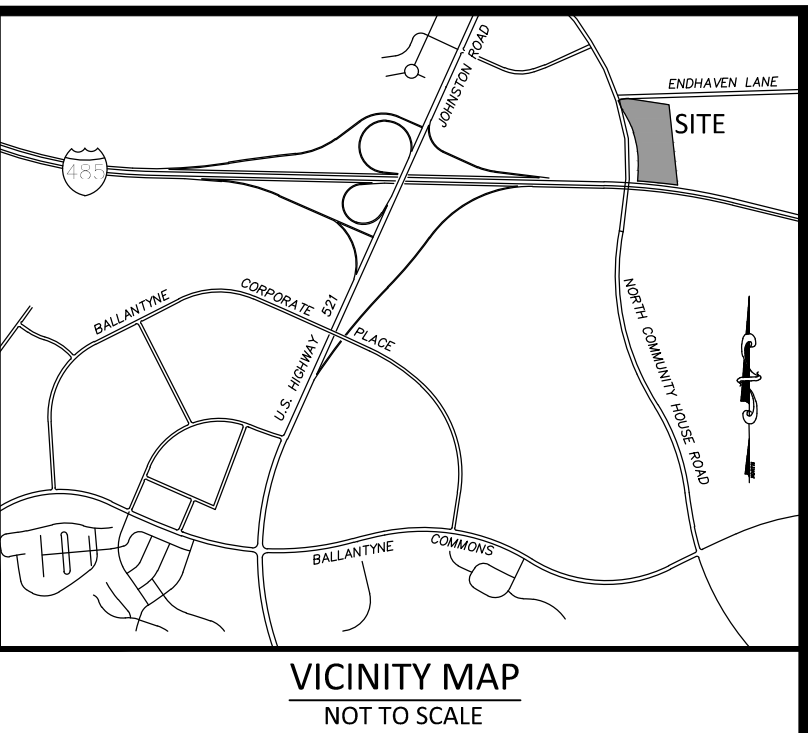 JOHNSTON ROAD
ENDHAVEN LANE
SITE
485
BALLANTYNE
CORPORATE
PLACE
U.S. HIGHWAY
521
NORTH COMMUNITY HOUSE ROAD
BALLANTYNE
COMMONS
VICINITY MAP
NOT TO SCALE